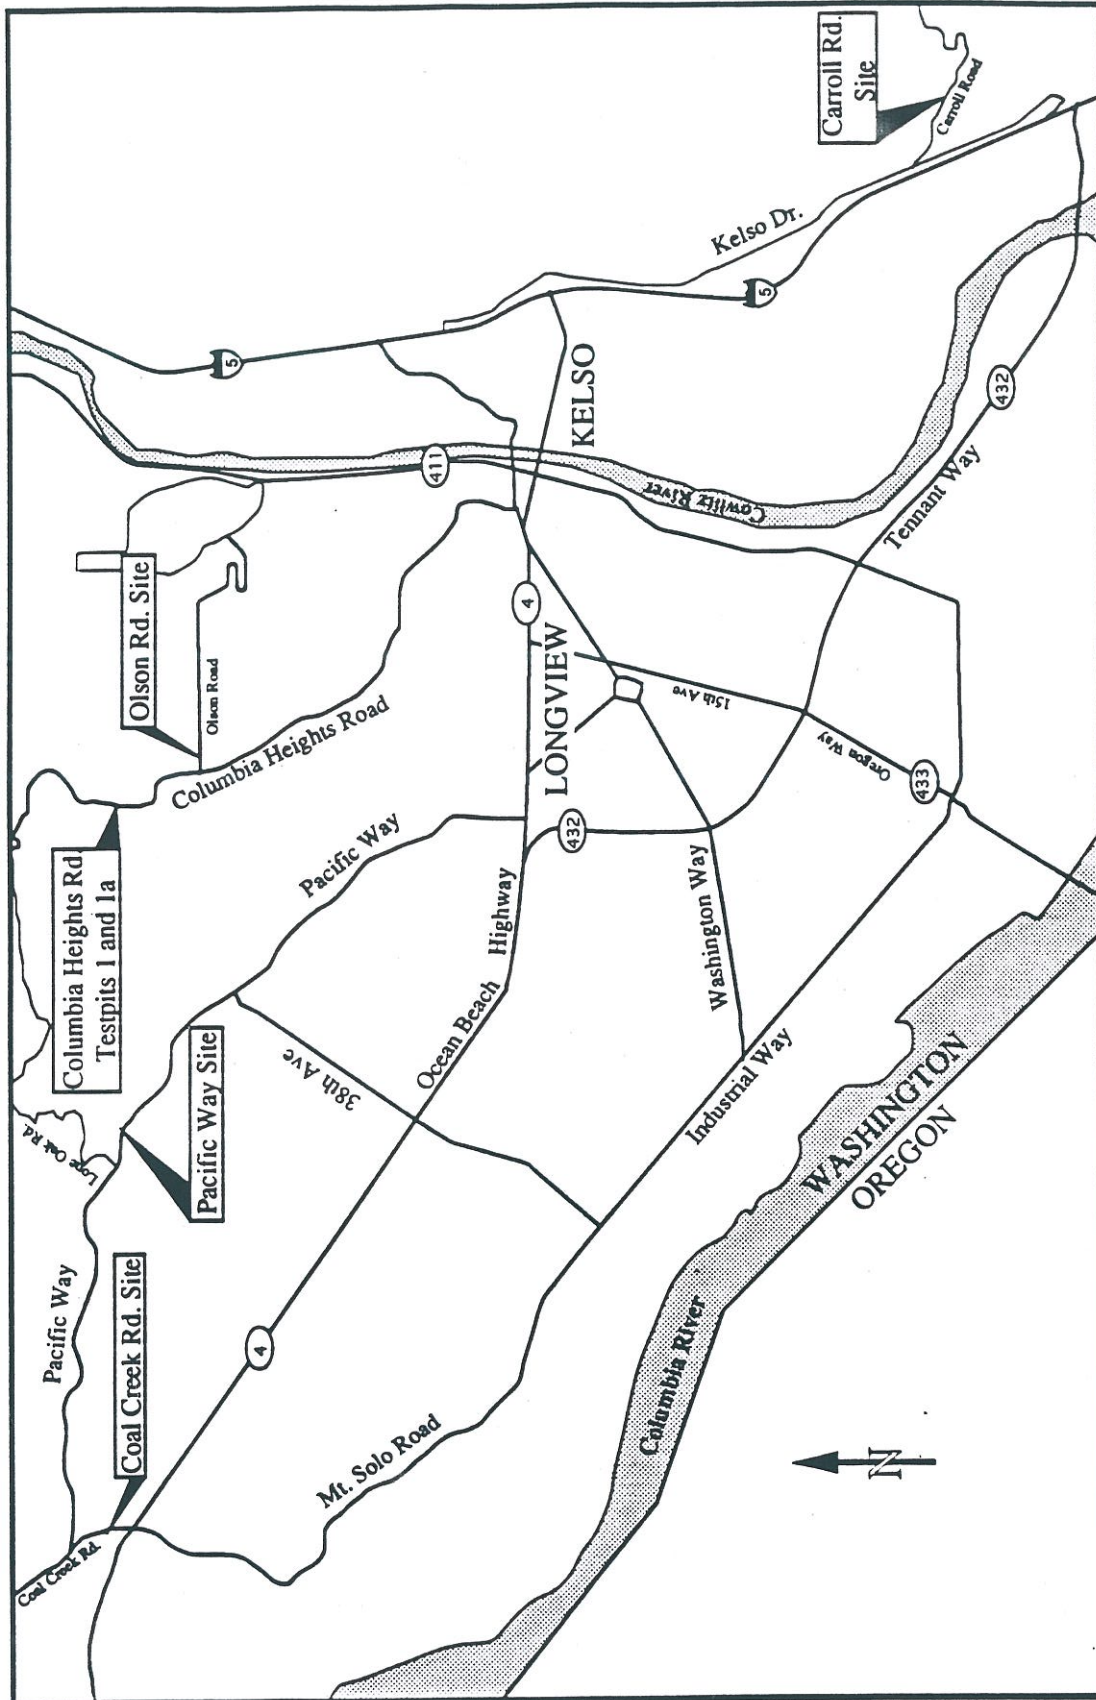 Coal Creek Rd.
Pacific Way
Coal Creek Rd. Site
Loge Oak Rd.
Pacific Way Site
Columbia Heights Rd.
Testpits 1 and 1a
Olson Rd. Site
Olson Road
Columbia Heights Road
Pacific Way
38th Ave
4
Ocean Beach
Highway
432
4
LONGVIEW
411
5
KELSO
Kelso Dr.
5
Carroll Rd.
Site
Carroll Road
Cowlitz River
Tennant Way
432
15th Ave
Oregon Way
433
Washington Way
Industrial Way
Mt. Solo Road
Columbia River
WASHINGTON
OREGON
N